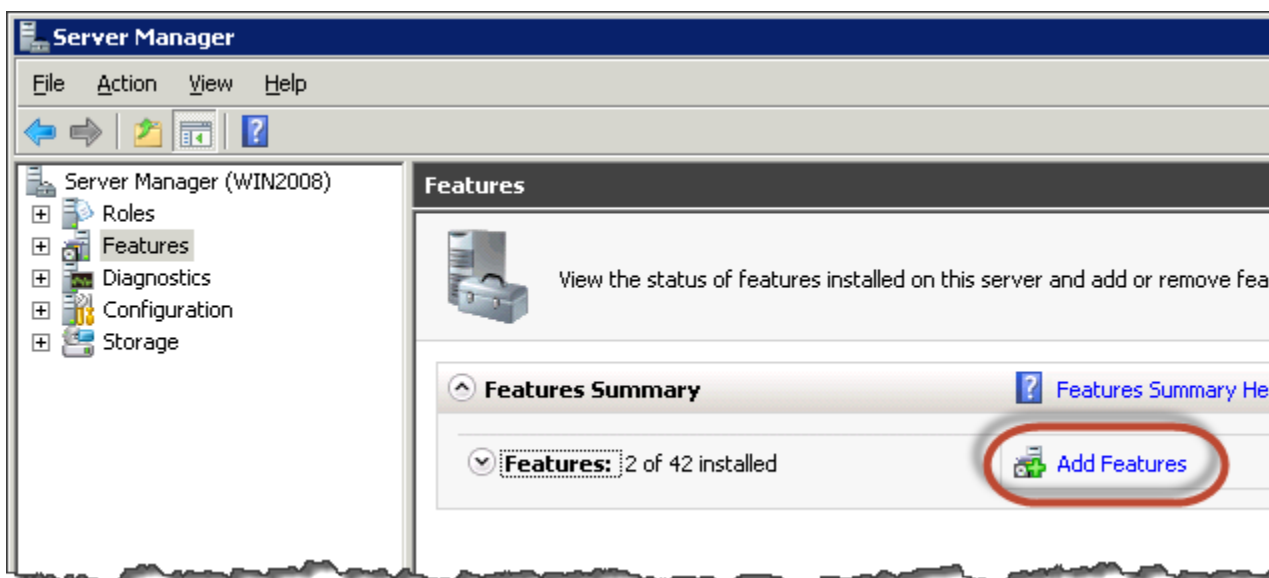 Server Manager
File Action View Help
Server Manager (WIN2008)
Roles
Features
Diagnostics
Configuration
Storage
Features
View the status of features installed on this server and add or remove fea
Features Summary
Features Summary He
Features: 2 of 42 installed
Add Features